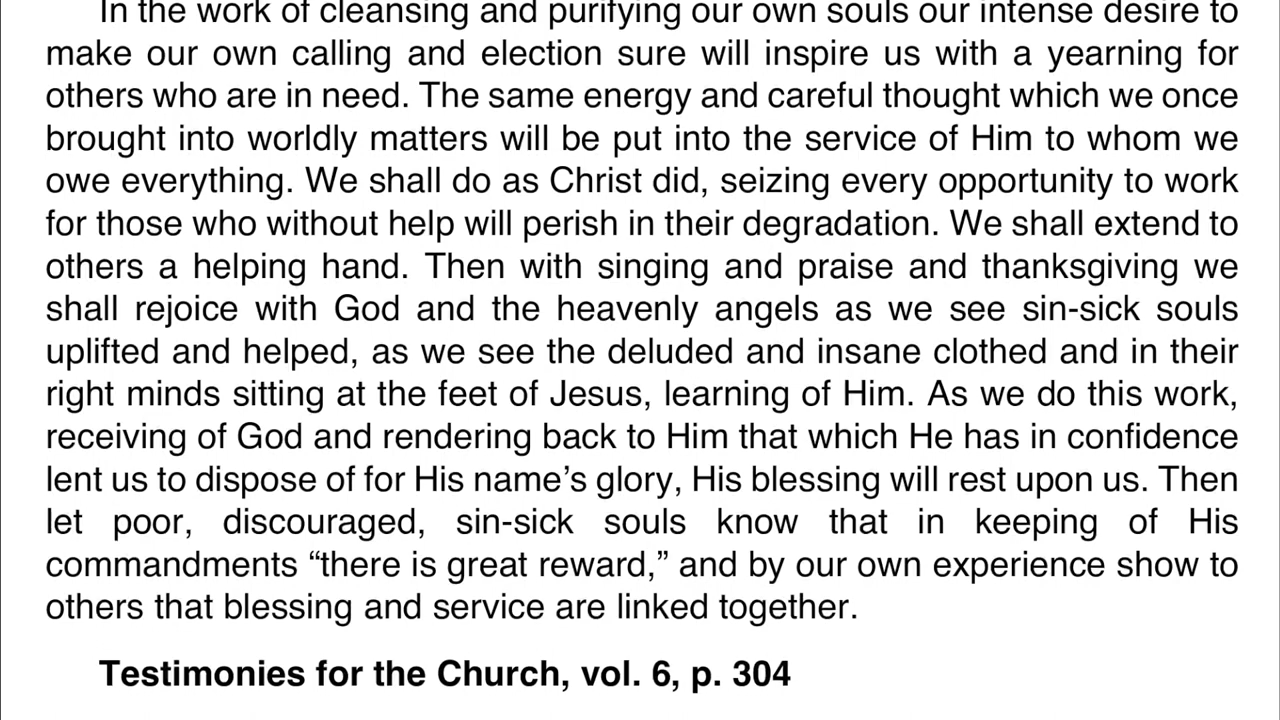 In the work of cleansing and purifying our own souls our intense desire to
make our own calling and election sure will inspire us with a yearning for
others who are in need. The same energy and careful thought which we once
brought into worldly matters will be put into the service of Him to whom we
owe everything. We shall do as Christ did, seizing every opportunity to work
for those who without help will perish in their degradation. We shall extend to
others a helping hand. Then with singing and praise and thanksgiving we
shall rejoice with God and the heavenly angels as we see sin-sick souls
uplifted and helped, as we see the deluded and insane clothed and in their
right minds sitting at the feet of Jesus, learning of Him. As we do this work,
receiving of God and rendering back to Him that which He has in confidence
lent us to dispose of for His name’s glory, His blessing will rest upon us. Then
let poor, discouraged, sin-sick souls know that in keeping of His
commandments “there is great reward,” and by our own experience show to
others that blessing and service are linked together.
Testimonies for the Church, vol. 6, p. 304